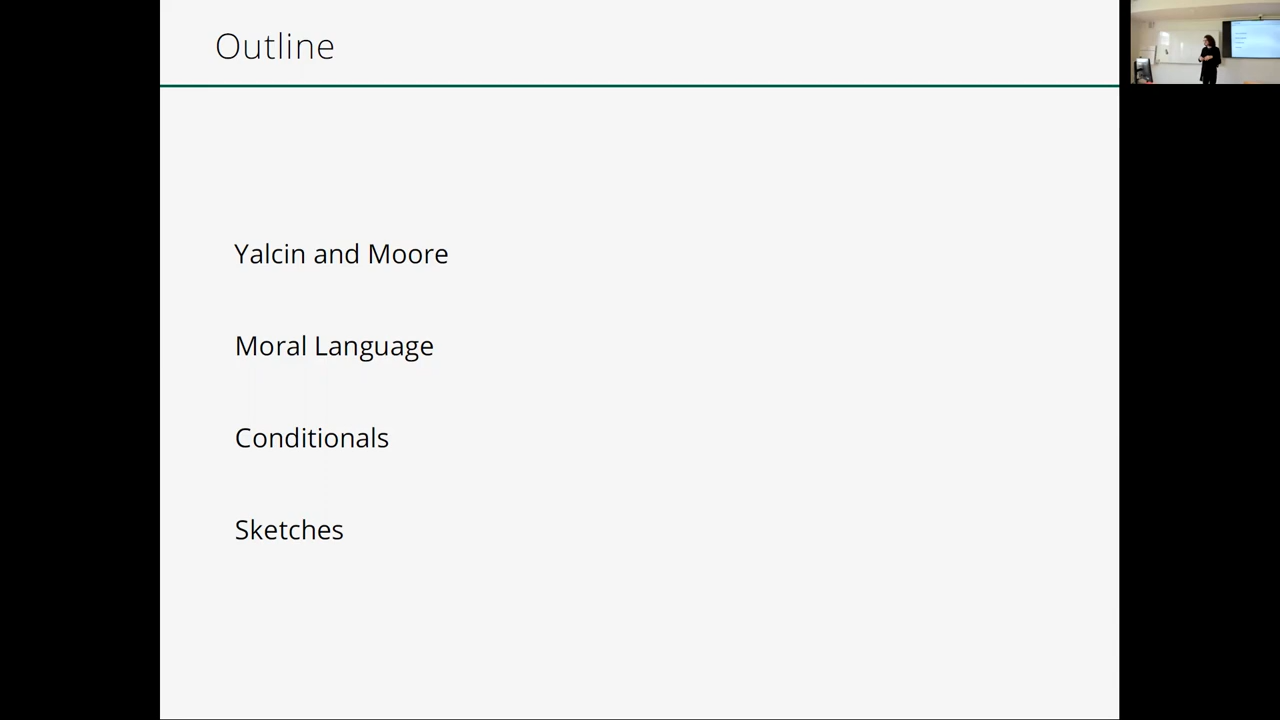 Outline
Yalcin and Moore
Moral Language
Conditionals
Sketches